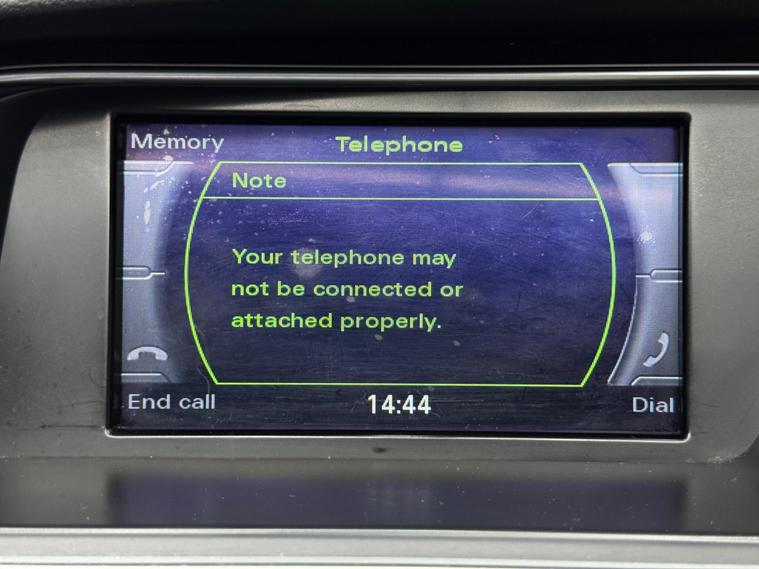 Memory
Telephone
Note
Your telephone may
not be connected or
attached properly.
End call
14:44
Dial